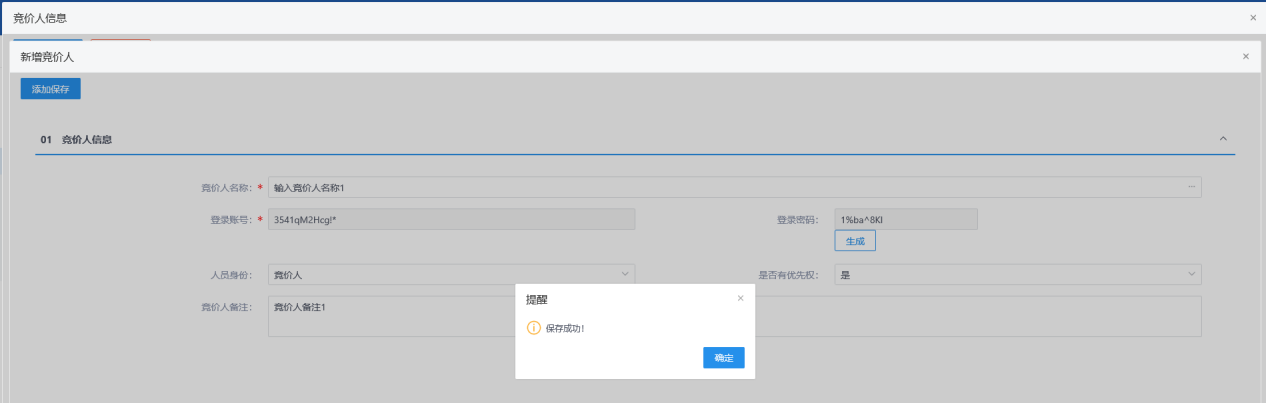 竞价人信息
新增竞价人
添加保存
01 竞价人信息
竞价人名称：* 输入竞价人名称1
登录账号：* 3541qM2Hcgl* 登录密码： 1%ba^8Kl
生成
人员身份： 竞价人 是否有优先权： 是
竞价人备注： 竞价人备注1
提醒
保存成功!
确定